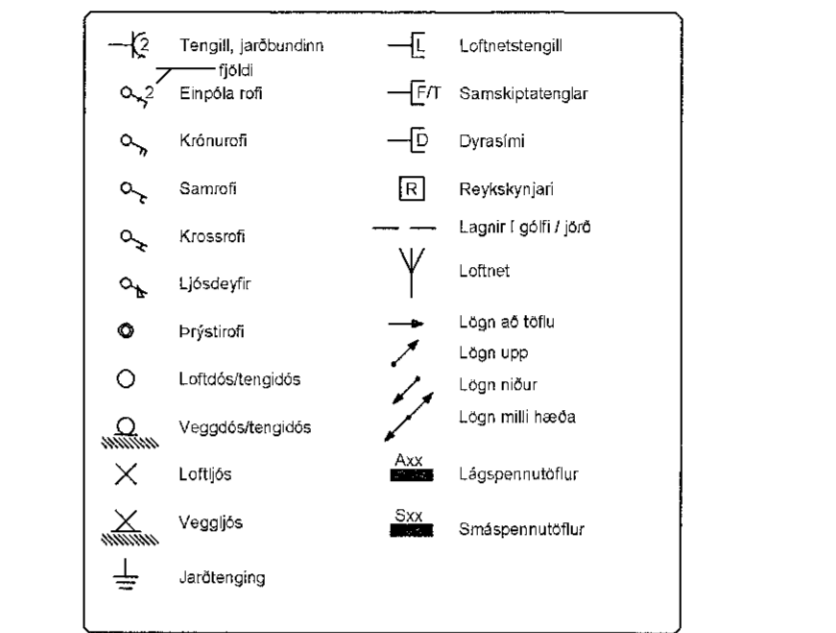 2 Tengill, jarðbundinn
fjöldi
2 Einpóla rofi
Krónurofi
Samrofi
Krossrofi
Ljósdeyfir
Þrýstirofi
Loftdós/tengidós
Veggdós/tengidós
Loftljós
Veggljós
Jarðtenging
L Loftnetstengill
F/T Samskiptatenglar
D Dyrasími
R Reykskynjari
Lagnir í gólfi / jörð
Loftnet
Lögn að töflu
Lögn upp
Lögn niður
Lögn milli hæða
Axx Lágspennutöflur
Sxx Smáspennutöflur